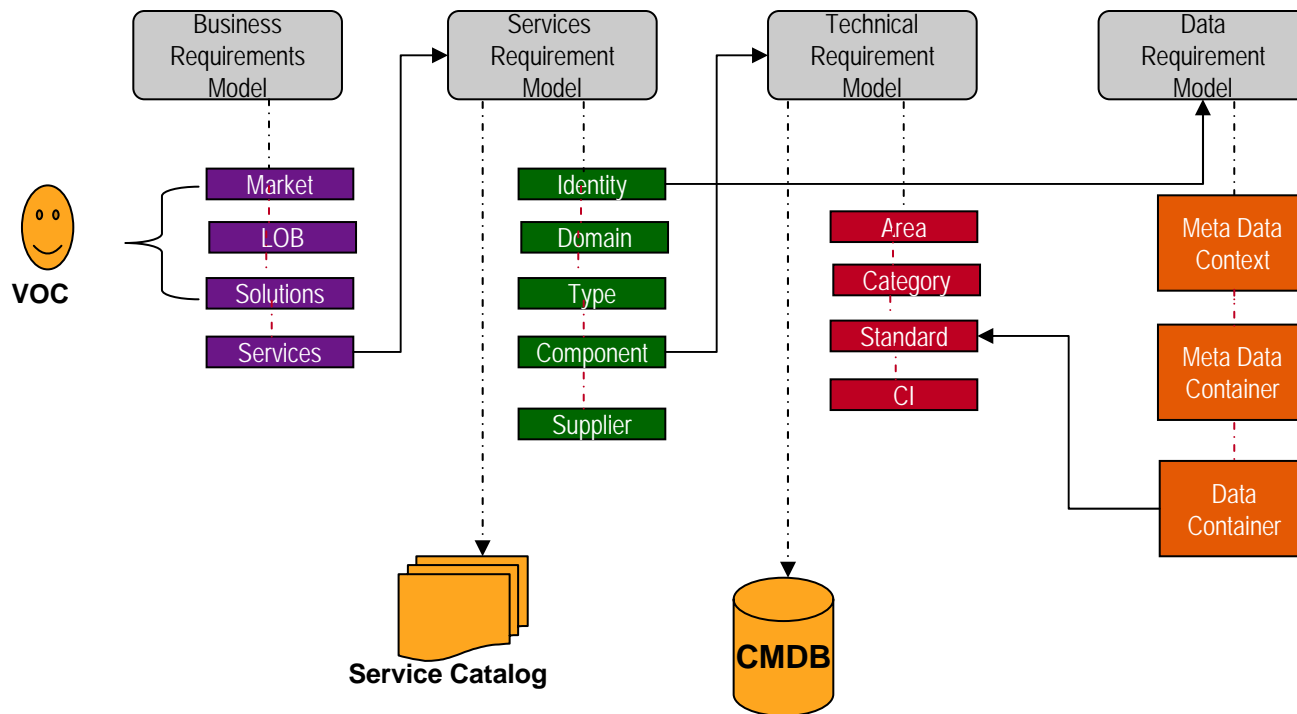 Business
Requirements
Model
Services
Requirement
Model
Technical
Requirement
Model
Data
Requirement
Model
VOC
Market
LOB
Solutions
Services
Identity
Domain
Type
Component
Supplier
Area
Category
Standard
CI
Meta Data
Context
Meta Data
Container
Data
Container
Service Catalog
CMDB